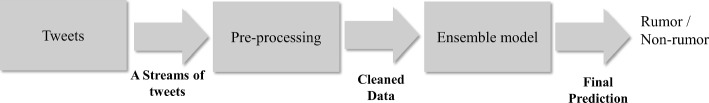 Tweets
A Streams of
tweets
Pre-processing
Cleaned
Data
Ensemble model
Final
Prediction
Rumor /
Non-rumor